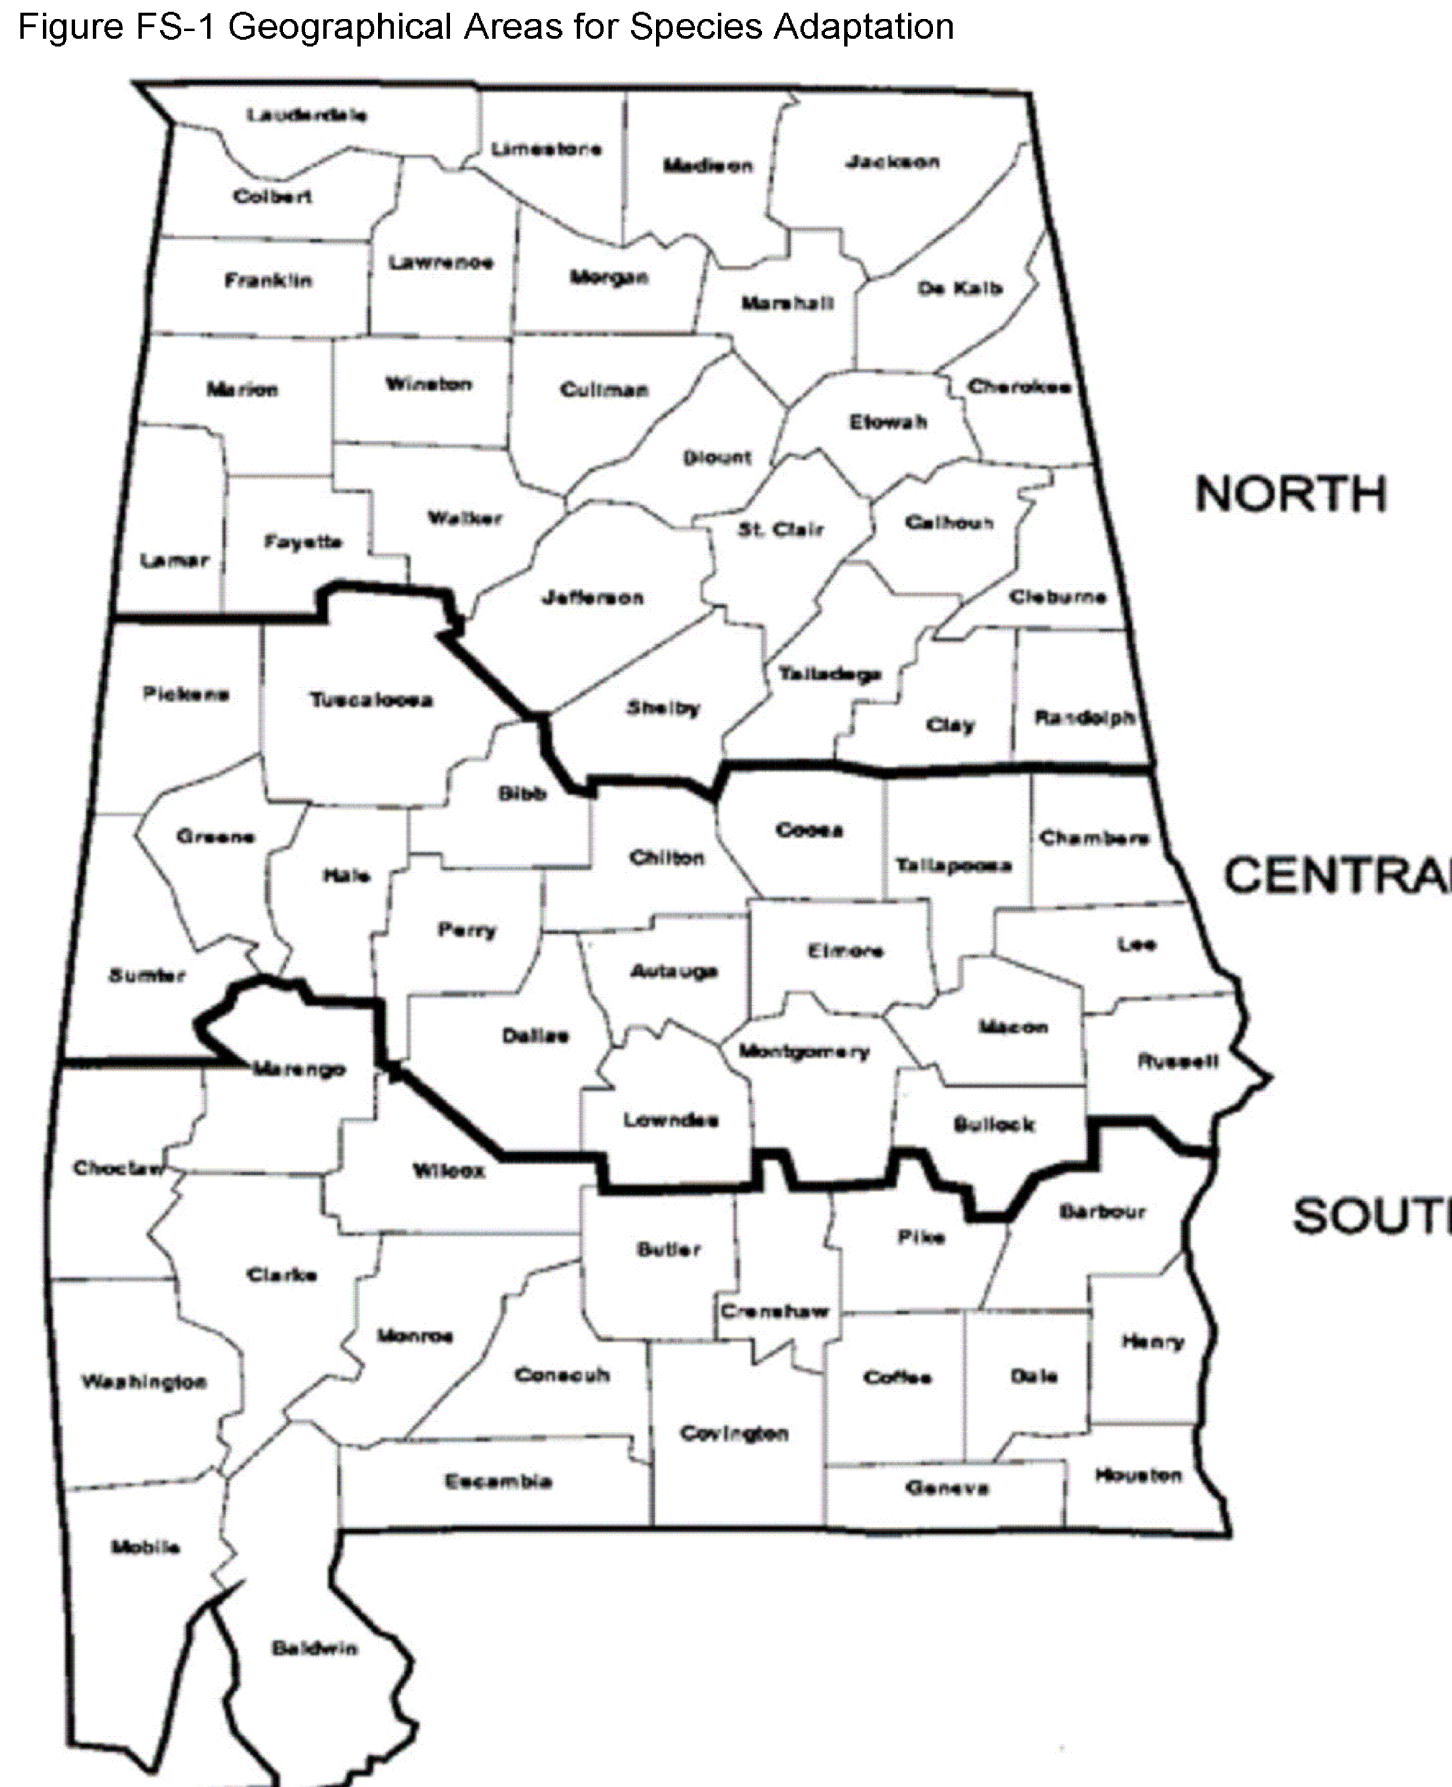 Figure FS-1 Geographical Areas for Species Adaptation
Lauderdale
Limestone
Madison
Jackson
Colbert
Lawrence
Franklin
Morgan
Marshall
De Kalb
Marion
Winston
Cullman
Cherokee
Etowah
Blount
NORTH
Walker
St. Clair
Calhoun
Fayette
Lamar
Jefferson
Cleburne
Talladega
Pickens
Tuscaloosa
Shelby
Clay
Randolph
Bibb
Greene
Coosa
Chambers
Hale
Chilton
Tallapoosa
CENTRA
Perry
Elmore
Lee
Sumter
Autauga
Dallas
Macon
Marengo
Montgomery
Russell
Lowndes
Bullock
Choctaw
Wilcox
Barbour
SOUT
Butler
Pike
Clarke
Crenshaw
Monroe
Henry
Washington
Conecuh
Coffee
Dale
Covington
Escambia
Geneva
Houston
Mobile
Baldwin